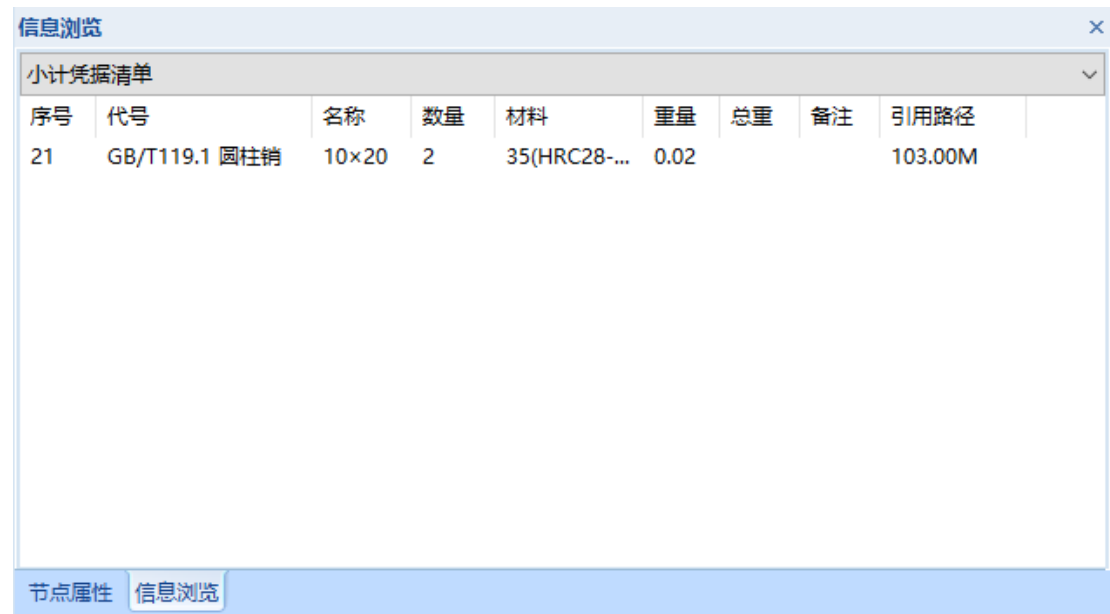 信息浏览
小计凭据清单
序号 代号 名称 数量 材料 重量 总重 备注 引用路径
21 GB/T119.1 圆柱销 10×20 2 35(HRC28-... 0.02 103.00M
节点属性 信息浏览